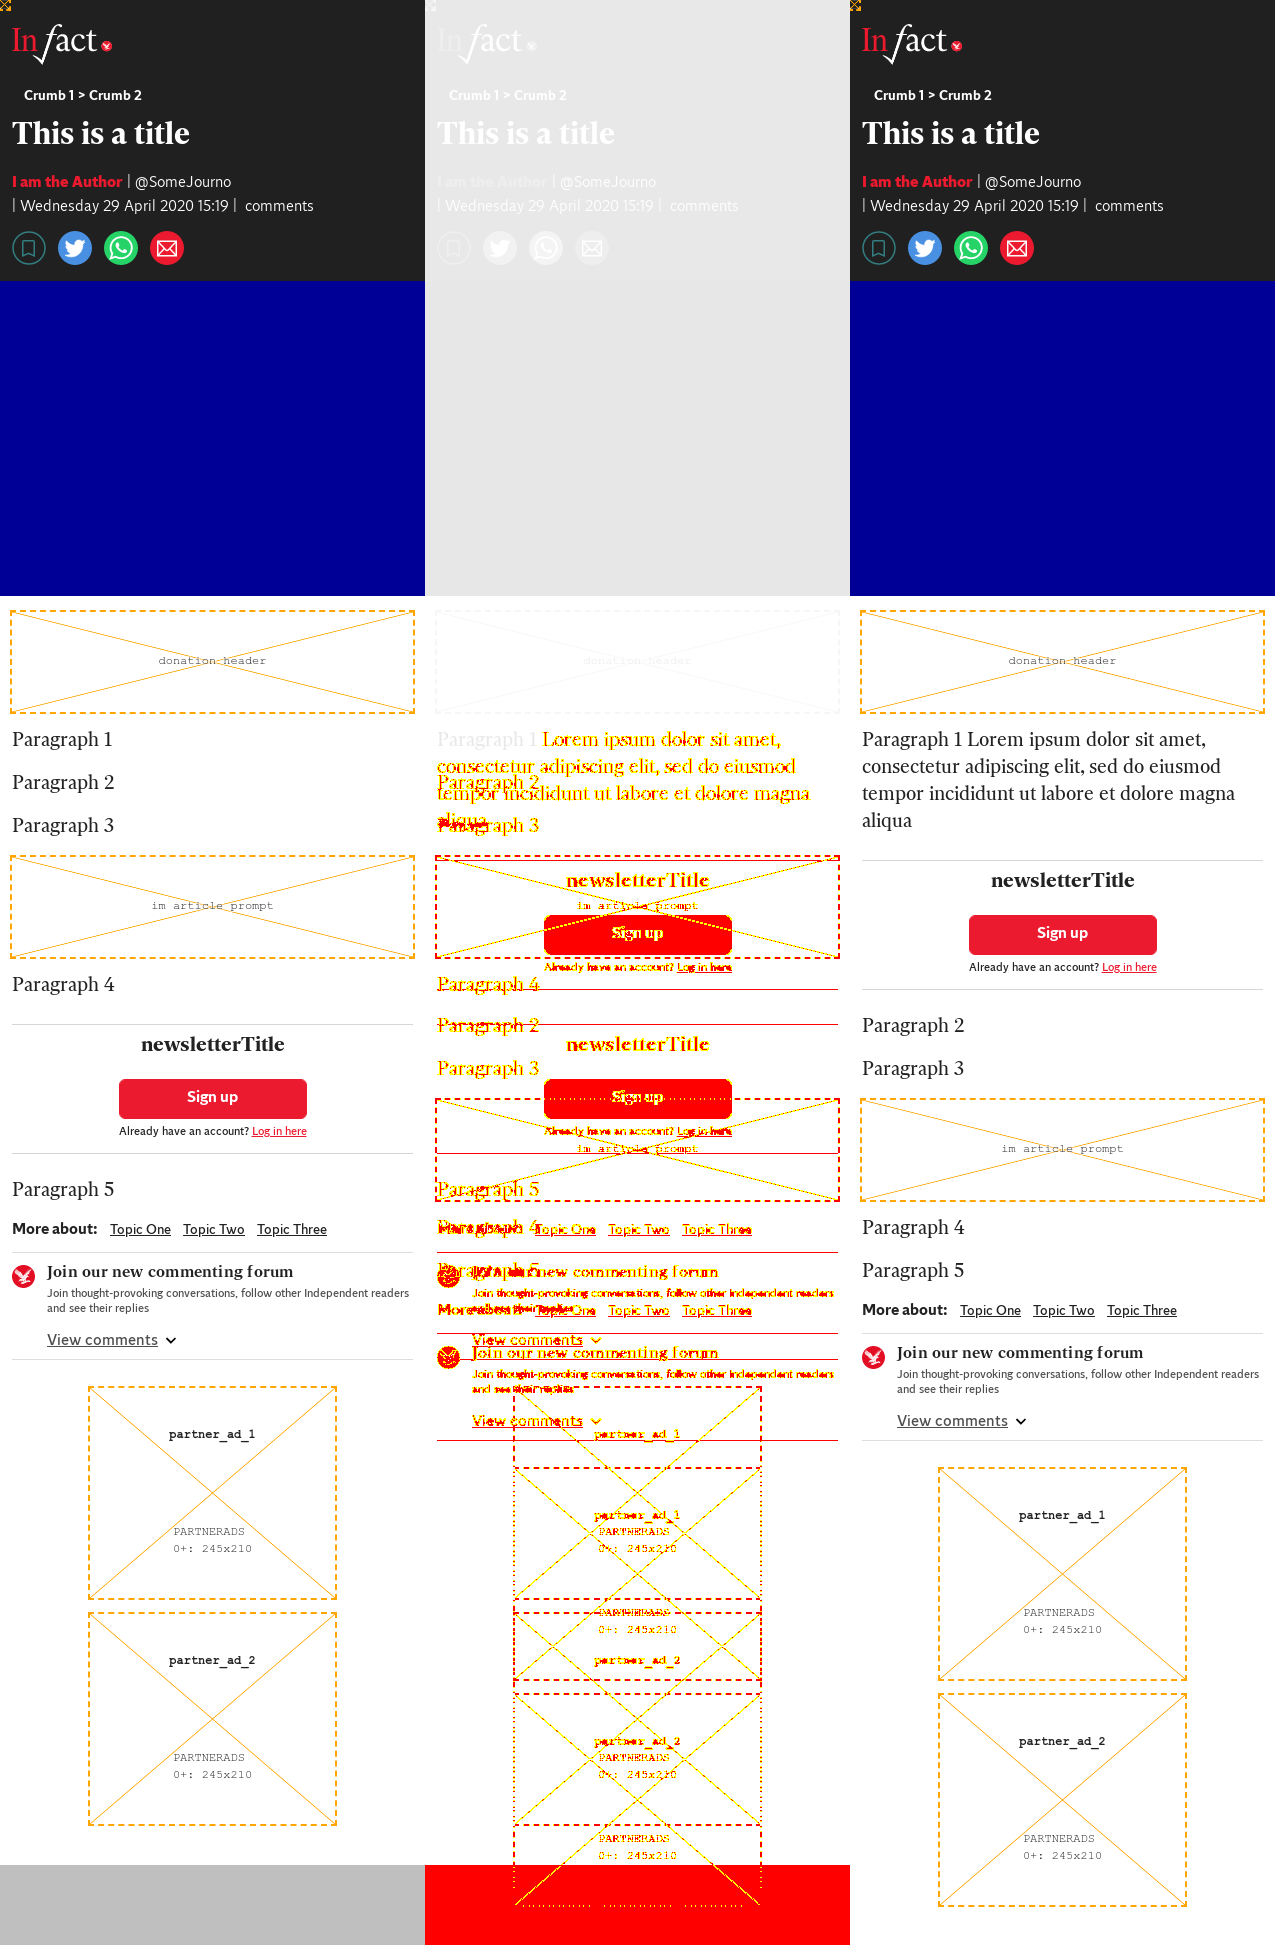 In fact
Crumb 1 > Crumb 2
This is a title
I am the Author | @SomeJourno
| Wednesday 29 April 2020 15:19 | comments
donation header
Paragraph 1
Paragraph 2
Paragraph 3
im article prompt
Paragraph 4
newsletterTitle
Sign up
Already have an account? Log in here
Paragraph 5
More about: Topic One Topic Two Topic Three
Join our new commenting forum
Join thought-provoking conversations, follow other Independent readers
and see their replies
View comments
partner_ad_1
PARTNERADS
0+: 245x210
partner_ad_2
PARTNERADS
0+: 245x210
In fact
Crumb 1 > Crumb 2
This is a title
I am the Author | @SomeJourno
| Wednesday 29 April 2020 15:19 | comments
donation header
Paragraph 1 Lorem ipsum dolor sit amet,
consectetur adipiscing elit, sed do eiusmod
Paragraph 2
tempor incididunt ut labore et dolore magna
aliqua
Paragraph 3
newsletterTitle
im article prompt
Sign up
Already have an account? Log in here
Paragraph 4
Paragraph 2
newsletterTitle
Paragraph 3
Sign up
Already have an account? Log in here
im article prompt
Paragraph 5
Paragraph 4
Topic One Topic Two Topic Three
Paragraph 5
Join our new commenting forum
Join thought-provoking conversations, follow other Independent readers
More about: Topic One Topic Two Topic Three
View comments
Join our new commenting forum
Join thought-provoking conversations, follow other Independent readers
and see their replies
View comments
partner_ad_1
partner_ad_1
PARTNERADS
0+: 245x210
PARTNERADS
0+: 245x210
partner_ad_2
partner_ad_2
PARTNERADS
0+: 245x210
PARTNERADS
0+: 245x210
In fact
Crumb 1 > Crumb 2
This is a title
I am the Author | @SomeJourno
| Wednesday 29 April 2020 15:19 | comments
donation header
Paragraph 1 Lorem ipsum dolor sit amet,
consectetur adipiscing elit, sed do eiusmod
tempor incididunt ut labore et dolore magna
aliqua
newsletterTitle
Sign up
Already have an account? Log in here
Paragraph 2
Paragraph 3
im article prompt
Paragraph 4
Paragraph 5
More about: Topic One Topic Two Topic Three
Join our new commenting forum
Join thought-provoking conversations, follow other Independent readers
and see their replies
View comments
partner_ad_1
PARTNERADS
0+: 245x210
partner_ad_2
PARTNERADS
0+: 245x210